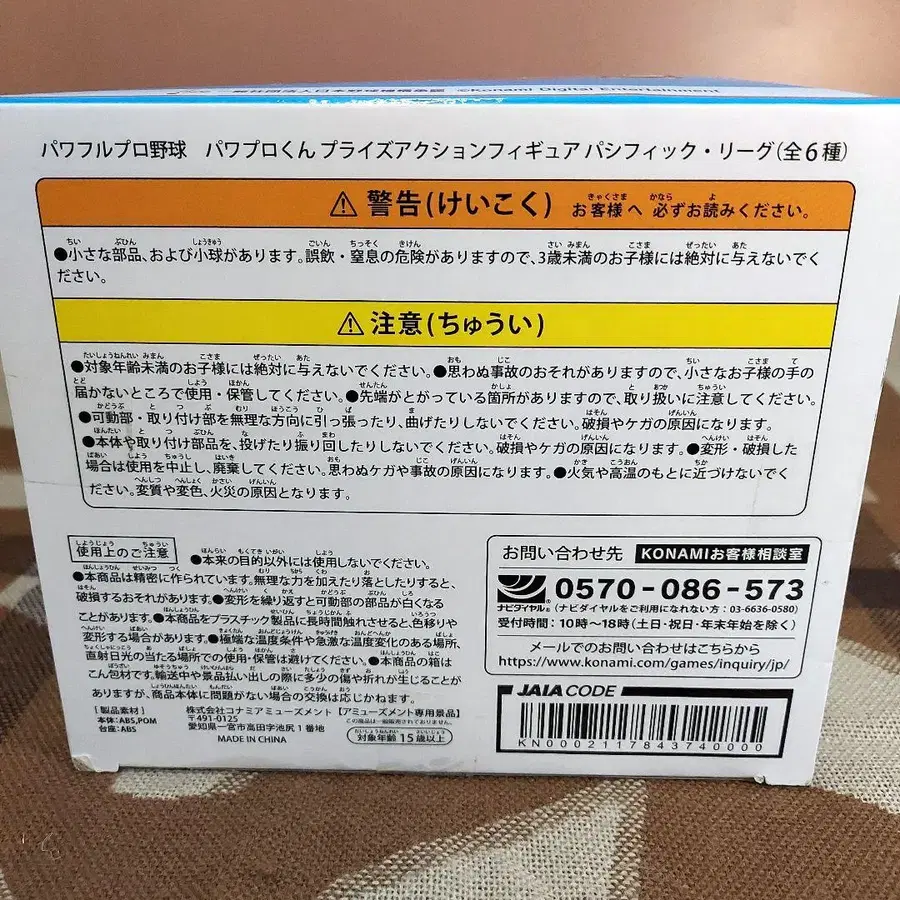 ©Konami Digital Entertainment
パワフルプロ野球 パワプロくん プライズアクションフィギュア パシフィック・リーグ(全6種)
⚠ 警告(けいこく) お客様へ 必ずお読みください。
●小さな部品、および小球があります。誤飲・窒息の危険がありますので、3歳未満のお子様には絶対に与えないでく
ださい。
⚠ 注意(ちゅうい)
●対象年齢未満のお子様には絶対に与えないでください。●思わぬ事故のおそれがありますので、小さなお子様の手の
届かないところで使用・保管してください。●先端がとがっている箇所がありますので、取り扱いに注意してください。
●可動部・取り付け部を無理な方向に引っ張ったり、曲げたりしないでください。破損やケガの原因になります。
●本体や取り付け部品を、投げたり振り回したりしないでください。破損やケガの原因になります。●変形・破損した
場合は使用を中止し、廃棄してください。思わぬケガや事故の原因になります。●火気や高温のもとに近づけないでく
ださい。変質や変色、火災の原因となります。
使用上のご注意 ●本来の目的以外には使用しないでください。
●本商品は精密に作られています。無理な力を加えたり落としたりすると、
破損するおそれがあります。●変形を繰り返すと可動部の部品が白くなる
ことがあります。●本商品をプラスチック製品に長時間触れさせると、色移りや
変形する場合があります。●極端な温度条件や急激な温度変化のある場所、
直射日光の当たる場所での使用・保管は避けてください。●本商品の箱は
こん包材です。輸送中や景品払い出しの際に多少の傷や折れが生じることが
ありますが、商品本体に問題がない場合の交換は応じかねます。
[製品素材]
本体:ABS,POM
台座:ABS
株式会社コナミアミューズメント
〒491-0125
愛知県一宮市高田字池尻1番地
MADE IN CHINA
[アミューズメント専用景品]
この商品は一般販売されておりません。
対象年齢15歳以上
お問い合わせ先 KONAMIお客様相談室
ナビダイヤル® 0570-086-573
(ナビダイヤルをご利用になれない方:03-6636-0580)
受付時間:10時〜18時(土日・祝日・年末年始を除く)
メールでのお問い合わせはこちらから
https://www.konami.com/games/inquiry/jp/
JAIA CODE
KN0002117843740000